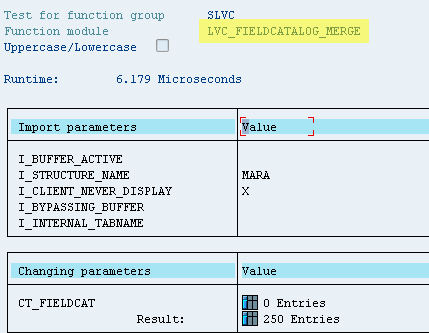 Test for function group SLVC
Function module LVC_FIELDCATALOG_MERGE
Uppercase/Lowercase
Runtime: 6.179 Microseconds
Import parameters Value
I_BUFFER_ACTIVE
I_STRUCTURE_NAME MARA
I_CLIENT_NEVER_DISPLAY X
I_BYPASSING_BUFFER
I_INTERNAL_TABNAME
Changing parameters Value
CT_FIELDCAT 0 Entries
Result: 250 Entries